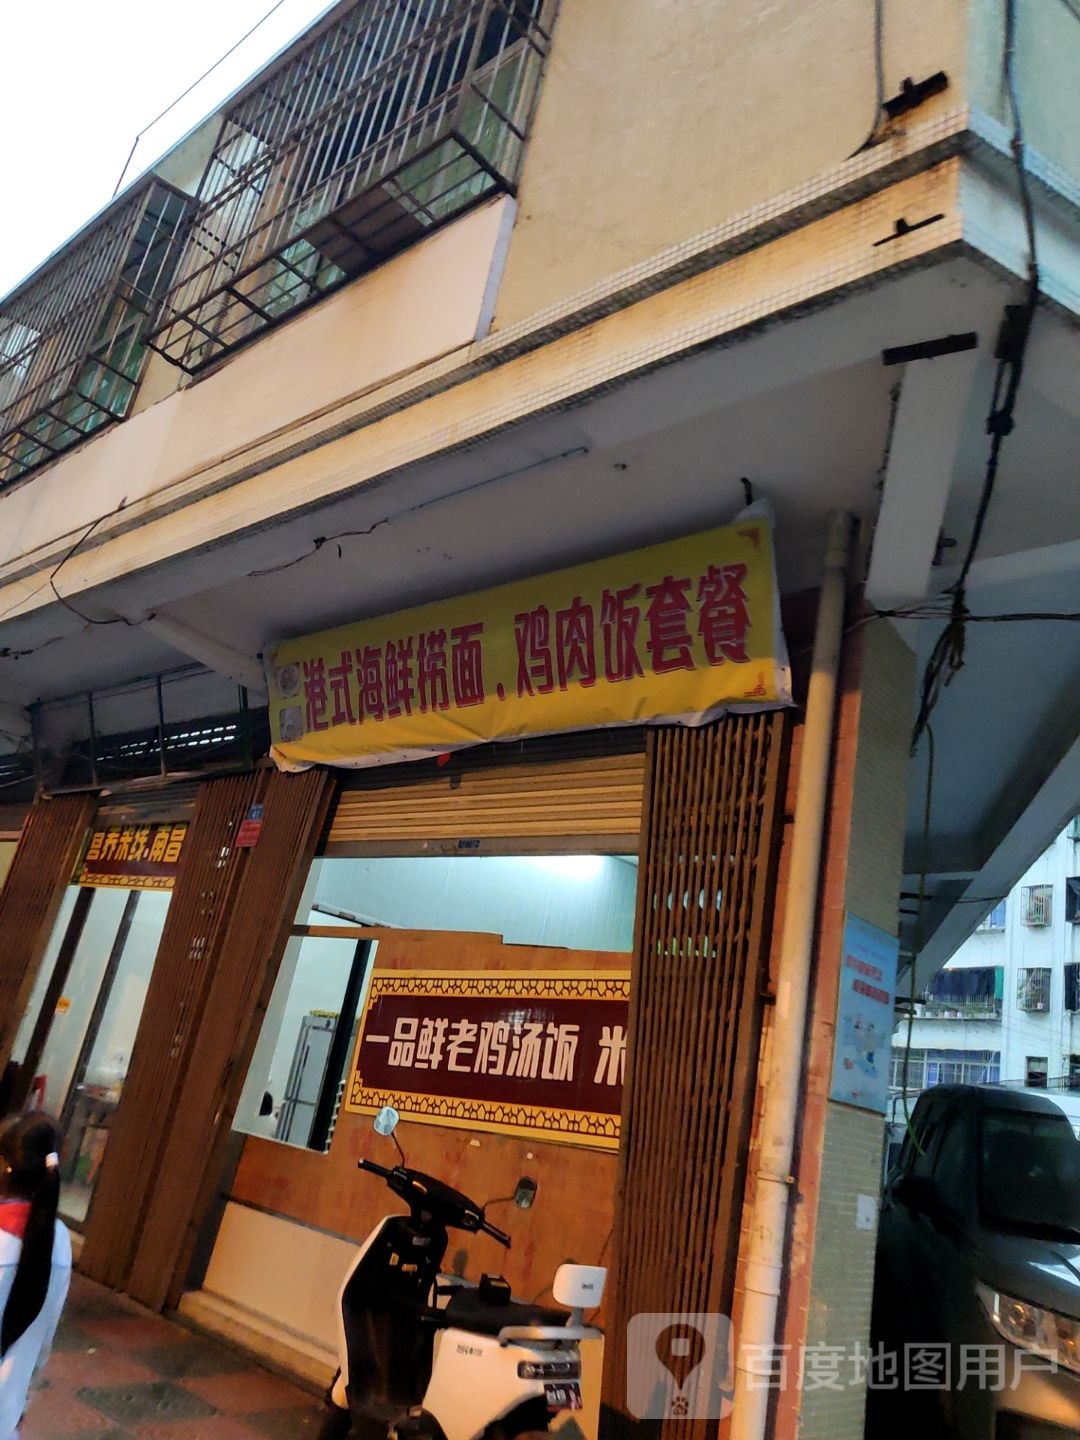 港式海鲜捞面、鸡肉饭套餐
营养米线·南昌
一品鲜老鸡汤饭 米
百度地图用户